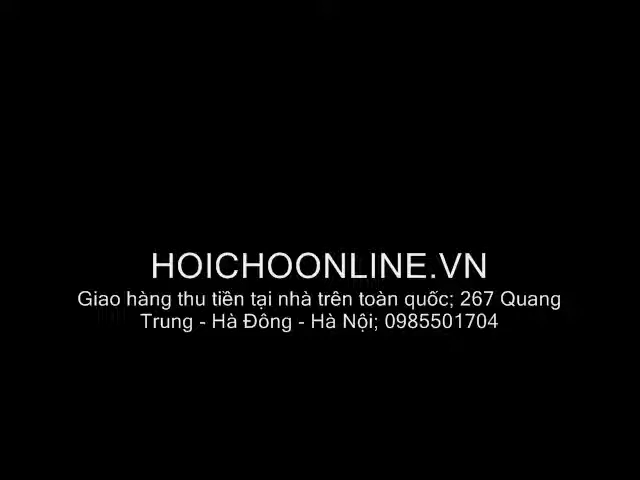 HOICHOONLINE.VN
Giao hàng thu tiền tại nhà trên toàn quốc; 267 Quang
Trung - Hà Đông - Hà Nội; 0985501704